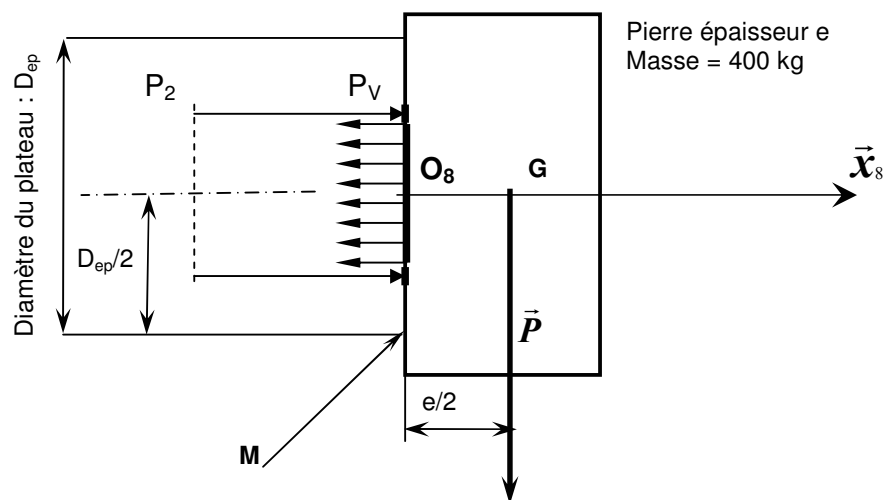 Pierre épaisseur e
Masse = 400 kg
Diamètre du plateau : Dep
P2
PV
O8
G
x8
Dep/2
P
e/2
M